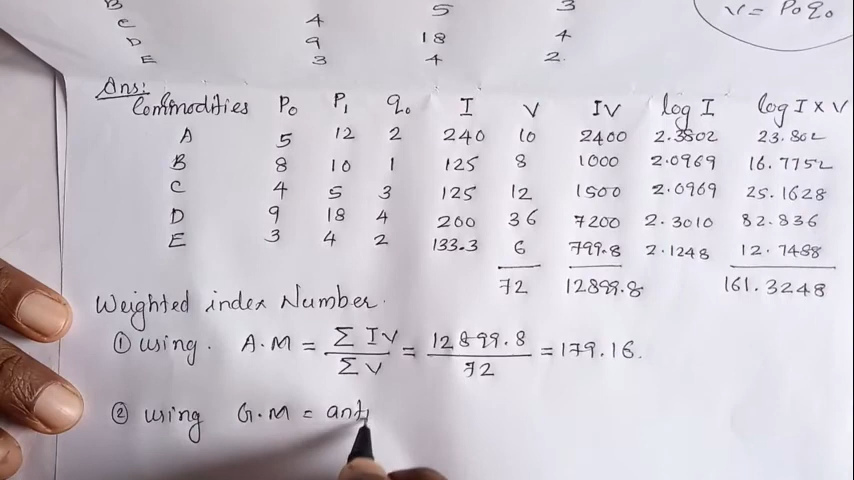 B 5 3
C 4 V = P₀q₀
D 9 18 4
E 3 4 2
Ans:
Commodities P₀ P₁ q₀ I V IV log I log I x V
A 5 12 2 240 10 2400 2.3802 23.802
B 8 10 1 125 8 1000 2.0969 16.7752
C 4 5 3 125 12 1500 2.0969 25.1628
D 9 18 4 200 36 7200 2.3010 82.836
E 3 4 2 133.3 6 799.8 2.1248 12.7488
72 12899.8 161.3248
Weighted index Number.
① using. A.M = Σ IV / Σ V = 12899.8 / 72 = 179.16.
② using G.M = anti